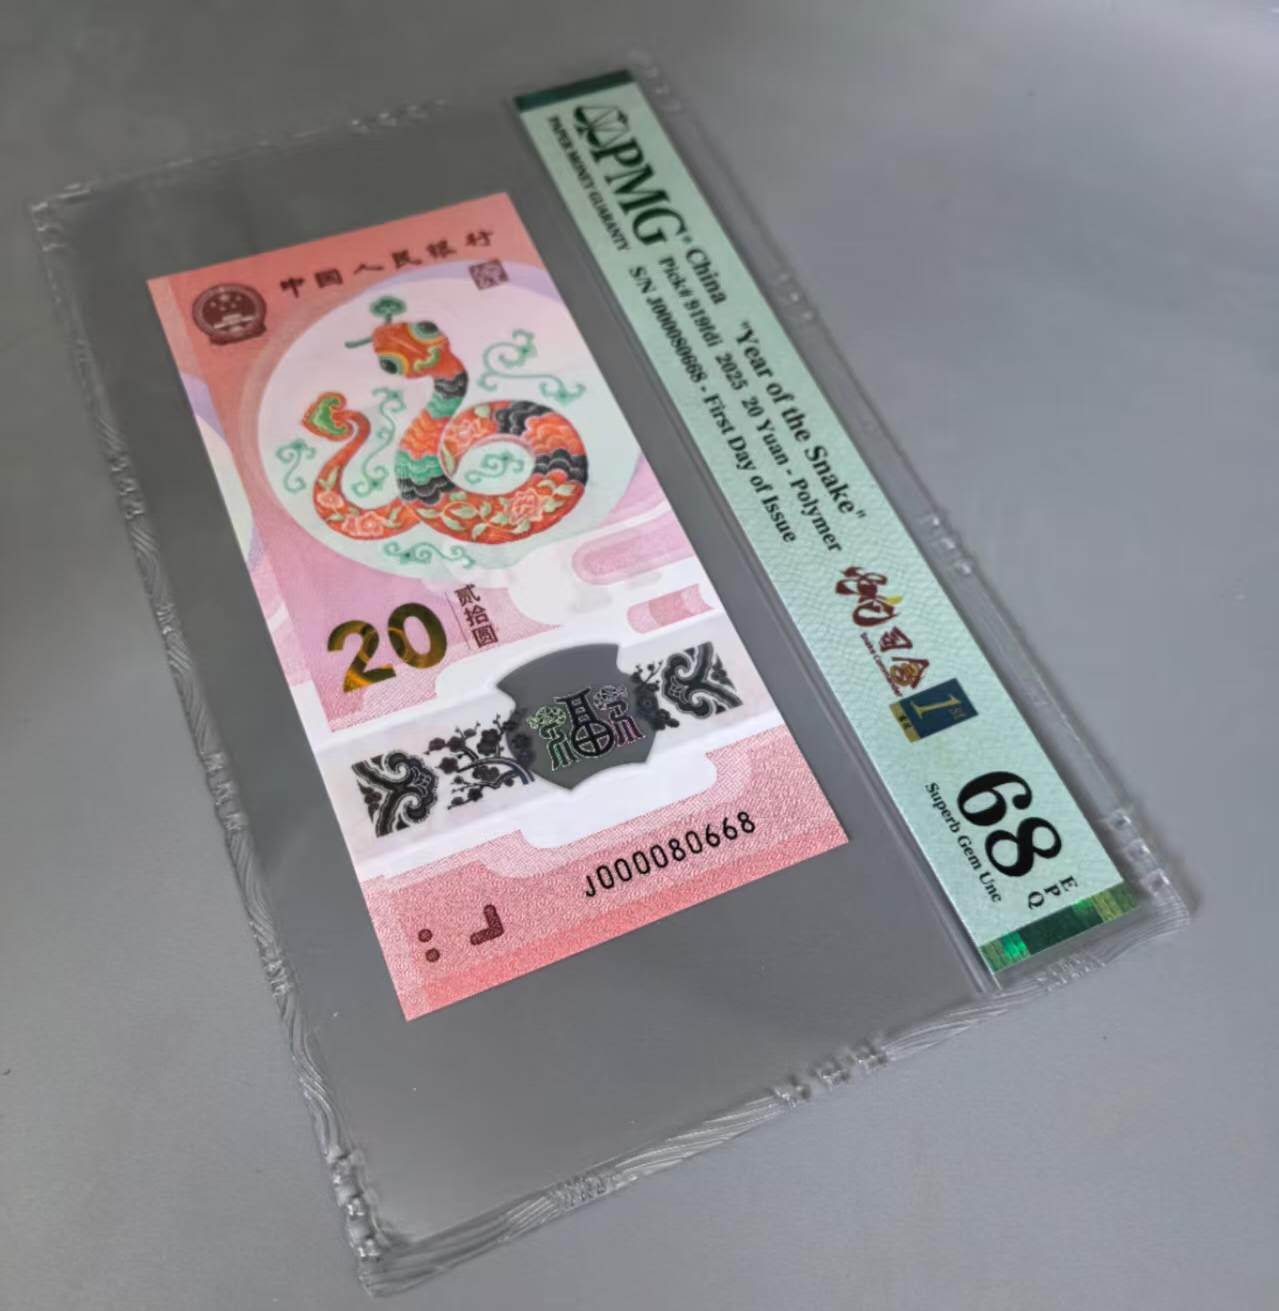 中国人民银行
20
贰拾圆
J000080668
PMG
PAPER MONEY GUARANTY
China
"Year of the Snake"
Pick# 919fdi 2025 20 Yuan - Polymer
S/N J000080668 - First Day of Issue
1st
68
EPQ
Superb Gem Unc